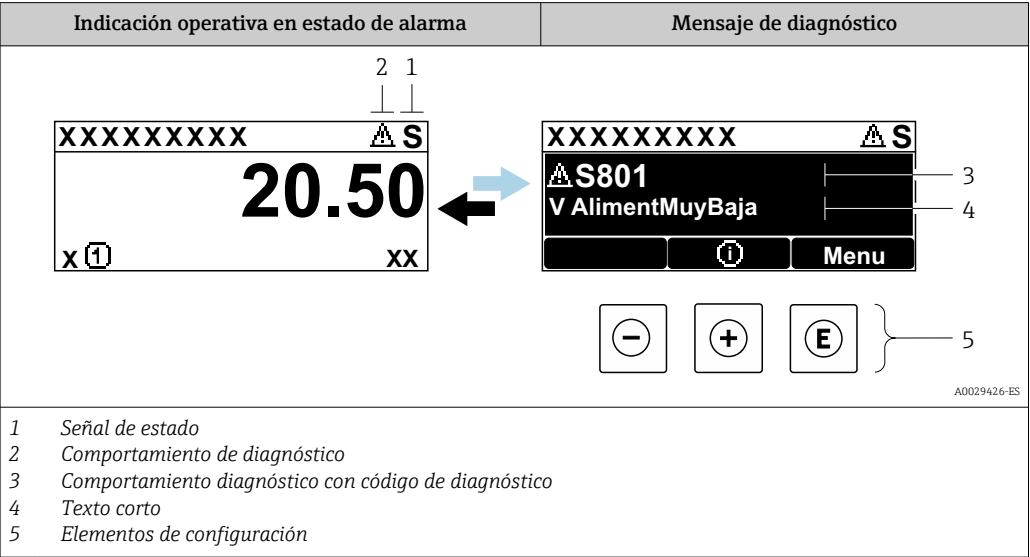 Indicación operativa en estado de alarma
Mensaje de diagnóstico
2 1
XXXXXXXXX S
20.50
x 1 XX
XXXXXXXXX S
S801
3
V AlimentMuyBaja
4
i Menu
- + E
5
A0029426-ES
1 Señal de estado
2 Comportamiento de diagnóstico
3 Comportamiento diagnóstico con código de diagnóstico
4 Texto corto
5 Elementos de configuración